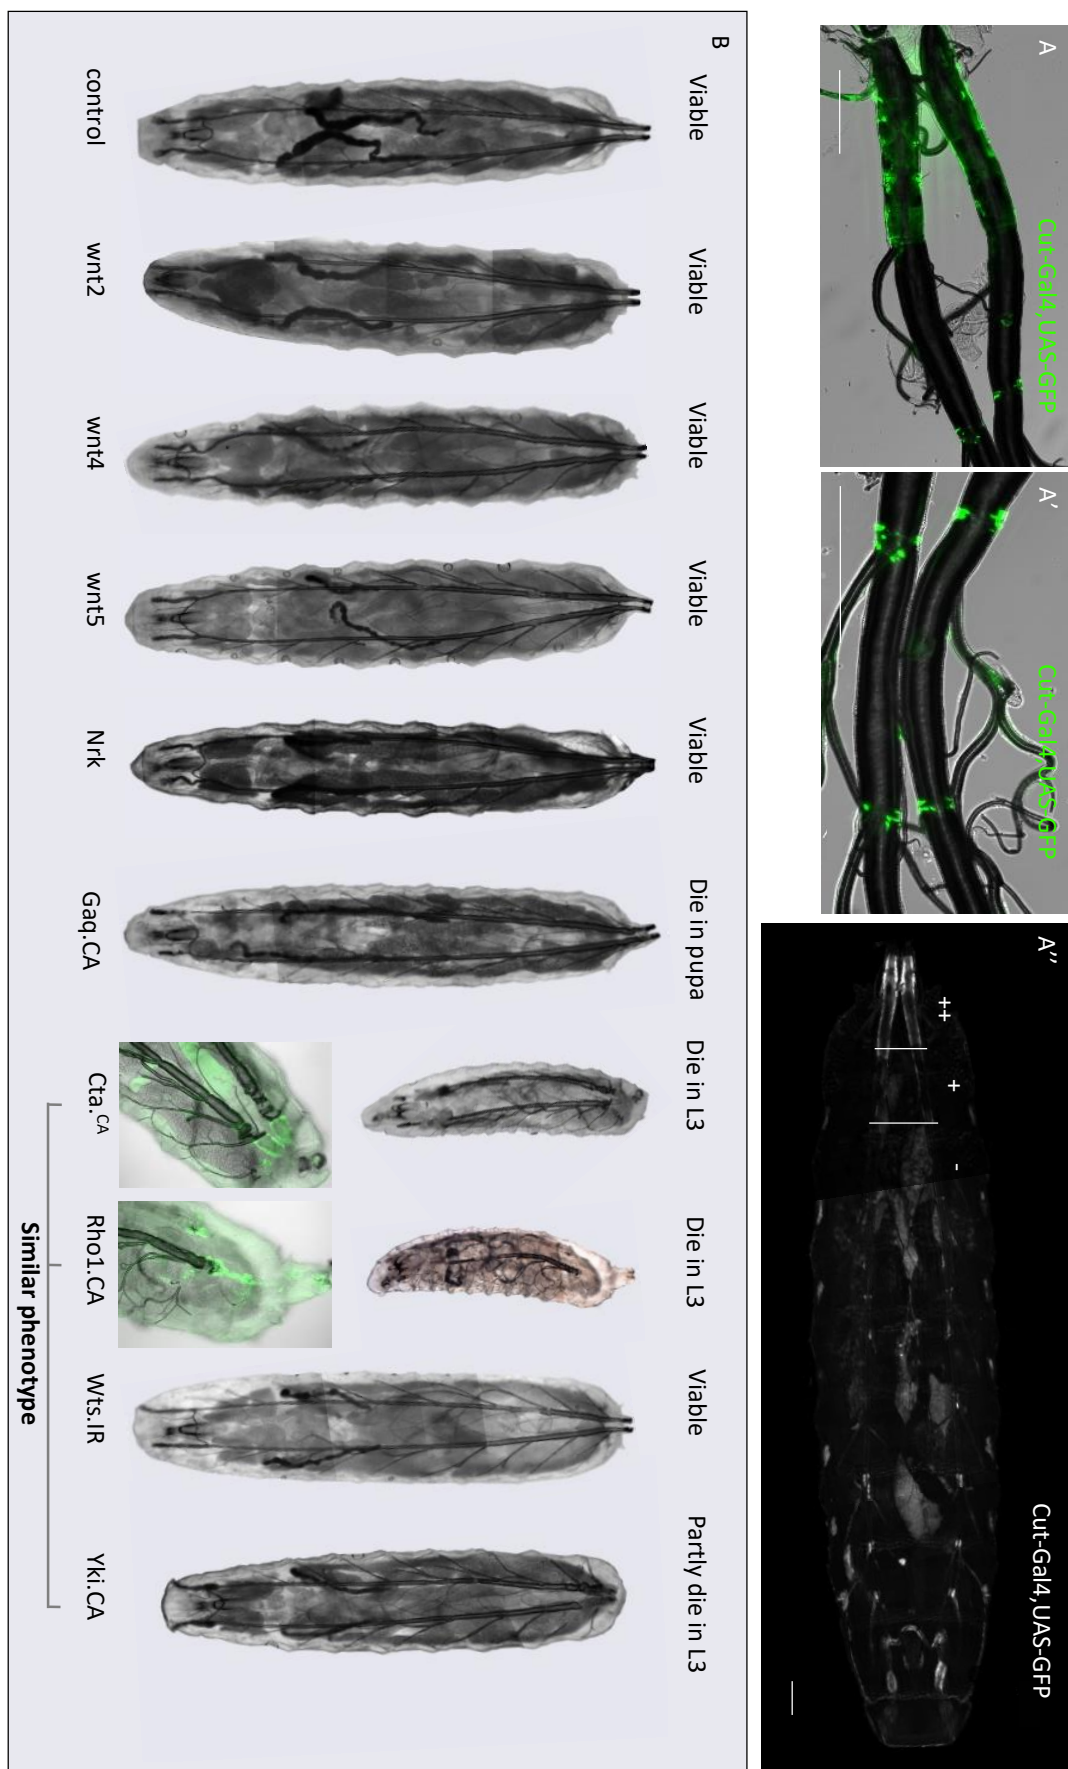 A
Cut-Gal4,UAS-GFP
A’
Cut-Gal4,UAS-GFP
A’’
Cut-Gal4,UAS-GFP
++
+
-
B
Viable
Viable
Viable
Viable
Viable
Die in pupa
Die in L3
Die in L3
Viable
Partly die in L3
control
wnt2
wnt4
wnt5
Nrk
Gaq.CA
Cta.CA
Rho1.CA
Wts.IR
Yki.CA
Similar phenotype